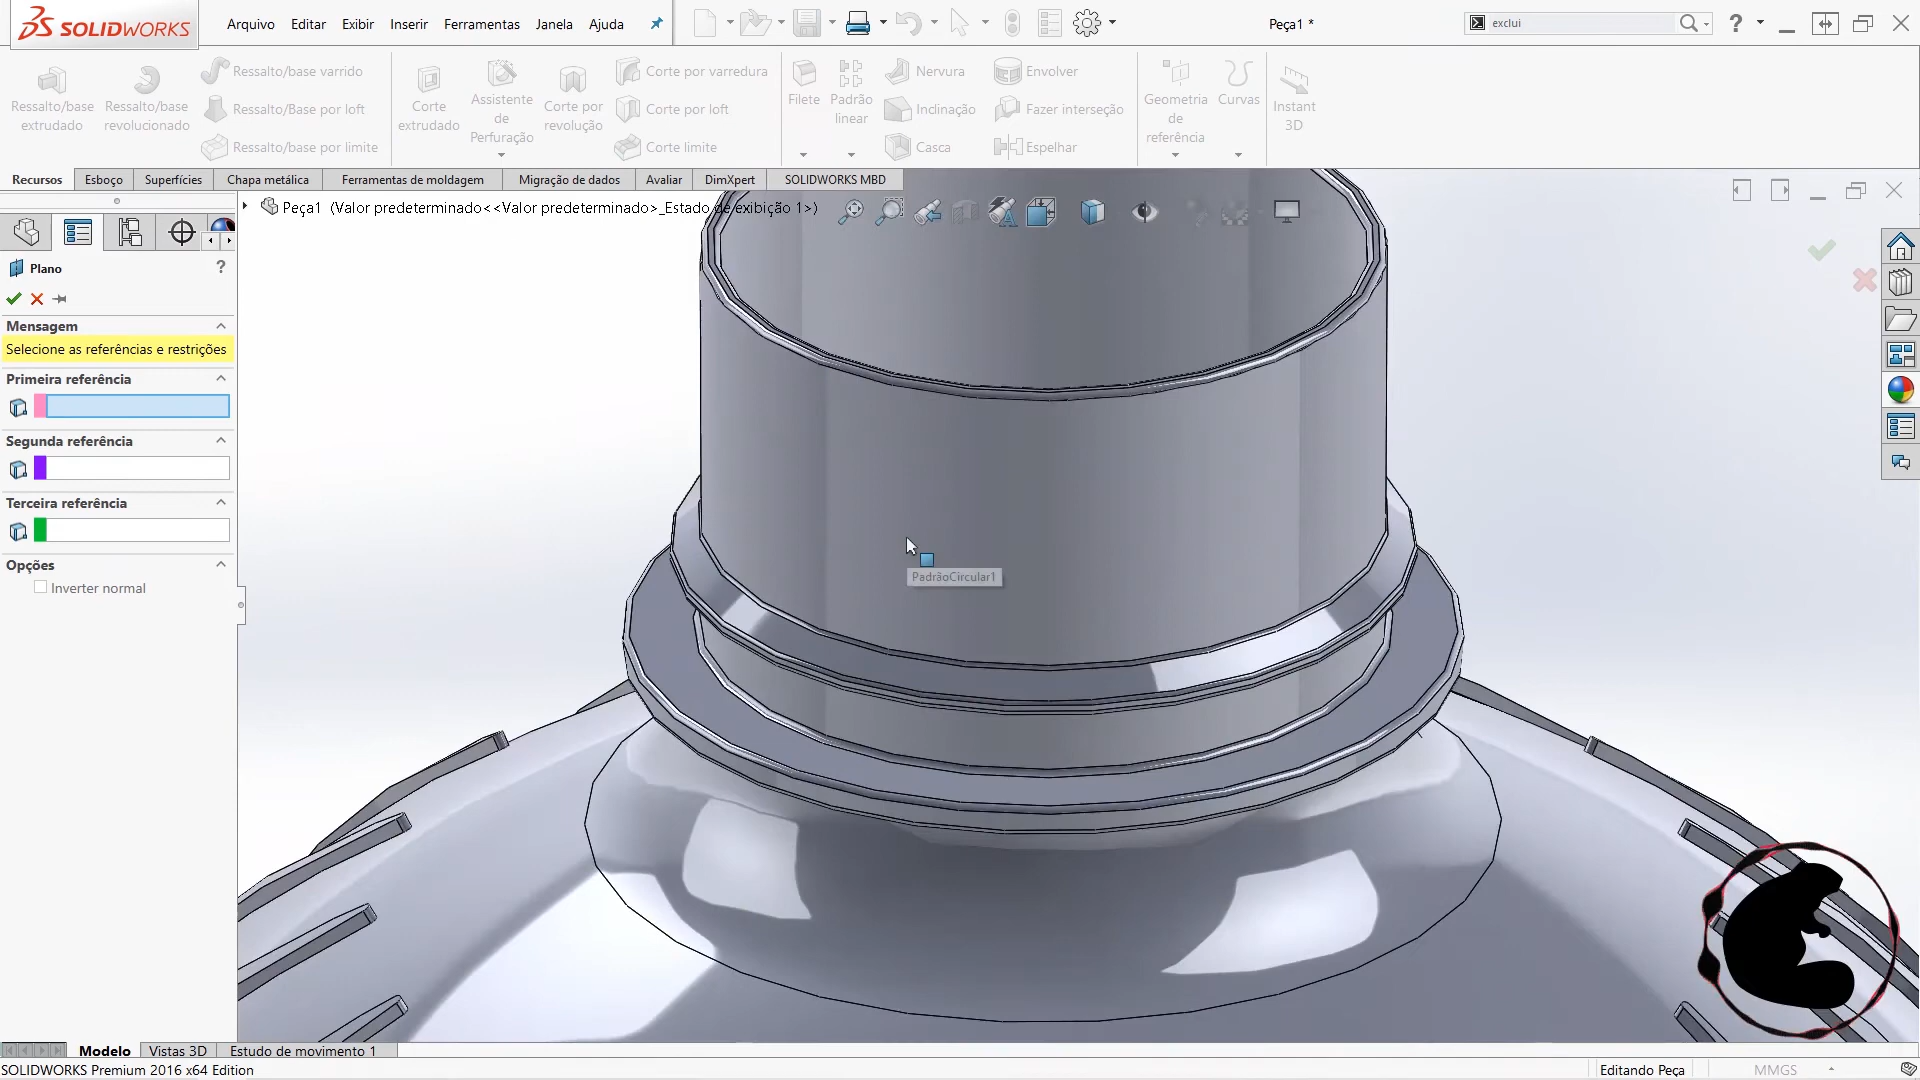 SOLIDWORKS
Arquivo Editar Exibir Inserir Ferramentas Janela Ajuda
Peça1 *
exclui
?
Ressalto/base extrudado
Ressalto/base revolucionado
Ressalto/base varrido
Ressalto/Base por loft
Ressalto/base por limite
Corte extrudado
Assistente de Perfuração
Corte por revolução
Corte por varredura
Corte por loft
Corte limite
Filete
Padrão linear
Nervura
Inclinação
Casca
Envolver
Fazer interseção
Espelhar
Geometria de referência
Curvas
Instant 3D
Recursos Esboço Superfícies Chapa metálica Ferramentas de moldagem Migração de dados Avaliar DimXpert SOLIDWORKS MBD
Peça1 (Valor predeterminado<<Valor predeterminado>_Estado de exibição 1>)
Plano ?
Mensagem
Selecione as referências e restrições
Primeira referência
Segunda referência
Terceira referência
Opções
Inverter normal
PadrãoCircular1
Modelo Vistas 3D Estudo de movimento 1
SOLIDWORKS Premium 2016 x64 Edition
Editando Peça MMGS